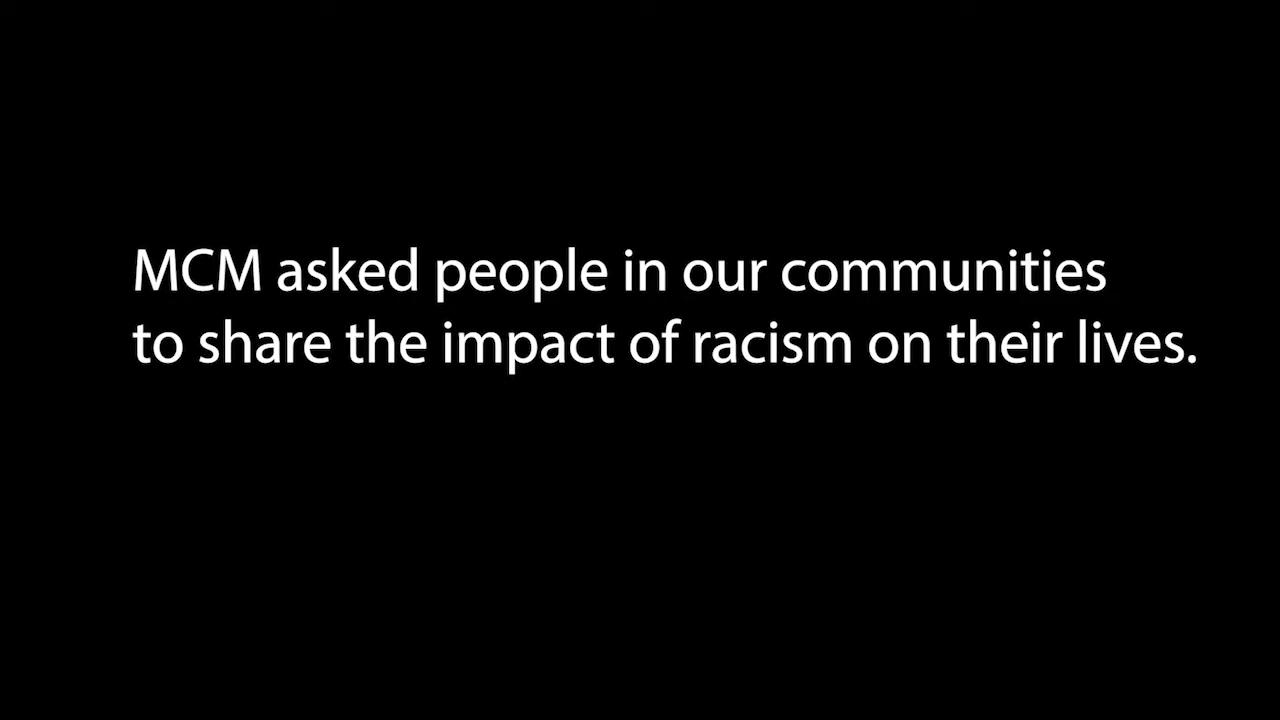 MCM asked people in our communities
to share the impact of racism on their lives.